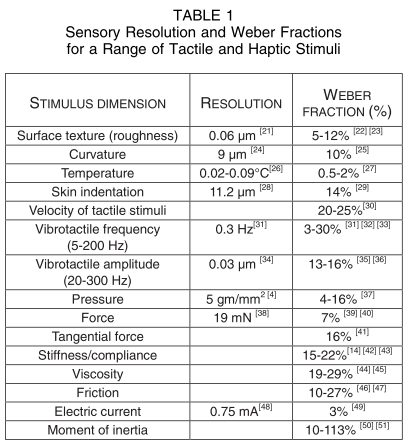 TABLE 1
Sensory Resolution and Weber Fractions
for a Range of Tactile and Haptic Stimuli
STIMULUS DIMENSION RESOLUTION WEBER FRACTION (%)
Surface texture (roughness) 0.06 µm [21] 5-12% [22] [23]
Curvature 9 µm [24] 10% [25]
Temperature 0.02-0.09°C[26] 0.5-2% [27]
Skin indentation 11.2 µm [28] 14% [29]
Velocity of tactile stimuli 20-25%[30]
Vibrotactile frequency 0.3 Hz[31] 3-30% [31] [32] [33]
(5-200 Hz)
Vibrotactile amplitude 0.03 µm [34] 13-16% [35] [36]
(20-300 Hz)
Pressure 5 gm/mm2 [4] 4-16% [37]
Force 19 mN [38] 7% [39] [40]
Tangential force 16% [41]
Stiffness/compliance 15-22%[14] [42] [43]
Viscosity 19-29% [44] [45]
Friction 10-27% [46] [47]
Electric current 0.75 mA[48] 3% [49]
Moment of inertia 10-113% [50] [51]